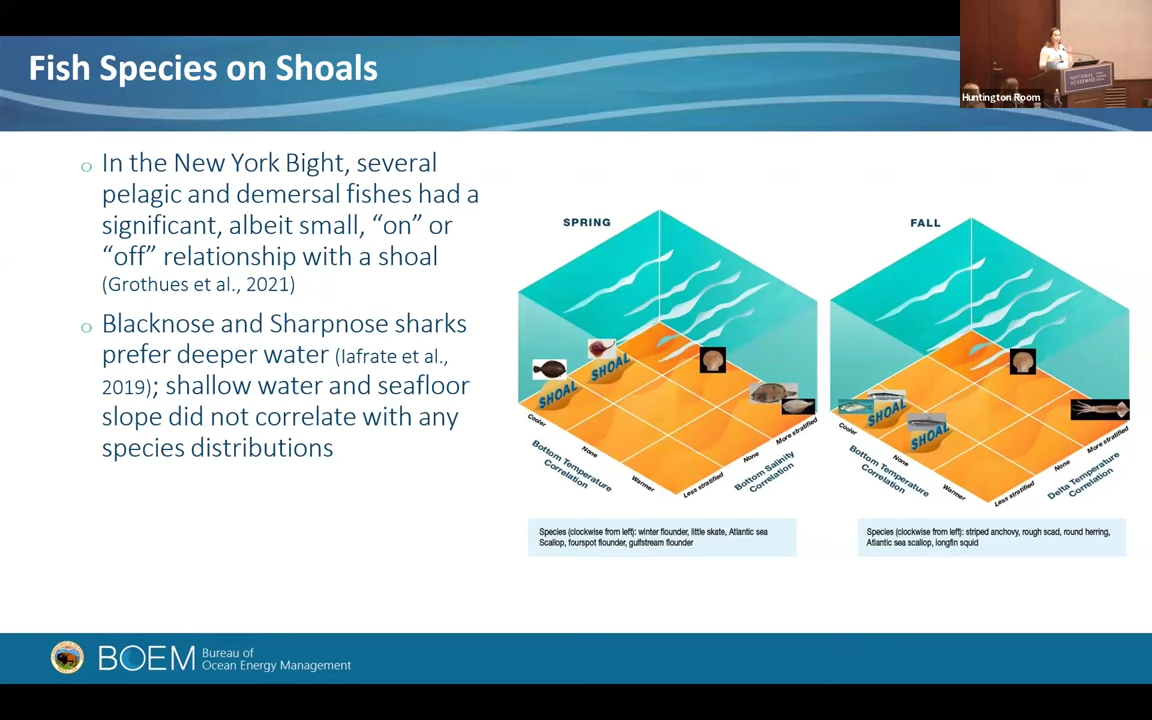 Fish Species on Shoals
Huntington Room
NATIONAL
ACADEMIES
o In the New York Bight, several
pelagic and demersal fishes had a
significant, albeit small, “on” or
“off” relationship with a shoal
(Grothues et al., 2021)
o Blacknose and Sharpnose sharks
prefer deeper water (Iafrate et al.,
2019); shallow water and seafloor
slope did not correlate with any
species distributions
SPRING
SHOAL
SHOAL
Cooler
None
Warmer
Bottom Temperature
Correlation
Less stratified
None
More stratified
Bottom Salinity
Correlation
Species (clockwise from left): winter flounder, little skate, Atlantic sea
Scallop, fourspot flounder, gulfstream flounder
FALL
SHOAL
SHOAL
Cooler
None
Warmer
Bottom Temperature
Correlation
Less stratified
None
More stratified
Delta Temperature
Correlation
Species (clockwise from left): striped anchovy, rough scad, round herring,
Atlantic sea scallop, longfin squid
BOEM
Bureau of
Ocean Energy Management